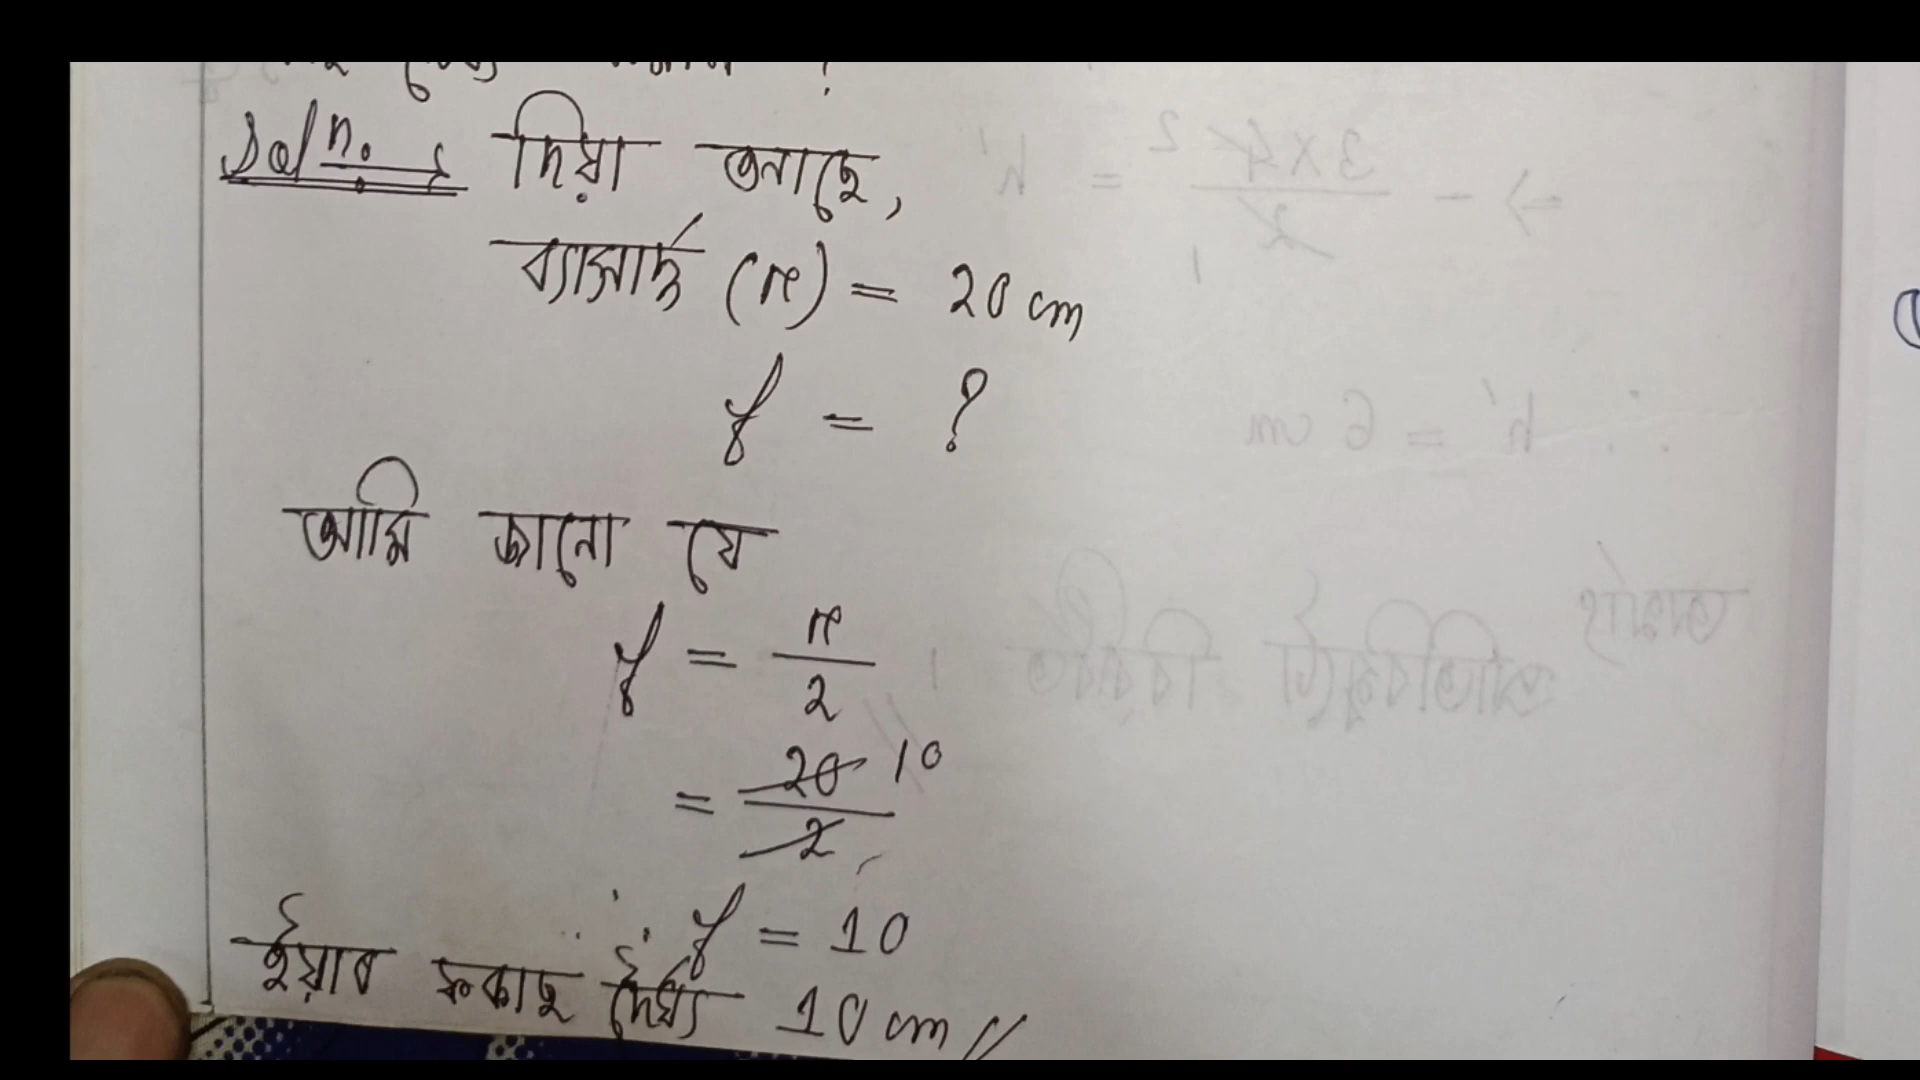 Soln. :- দিয়া আছে,
ব্যাসাৰ্দ্ধ (r) = 20 cm
f = ?
আমি জানো যে
f = r/2
= 20/2 10
∴ f = 10
ইয়াৰ ফকাছ দৈৰ্ঘ্য 10 cm //